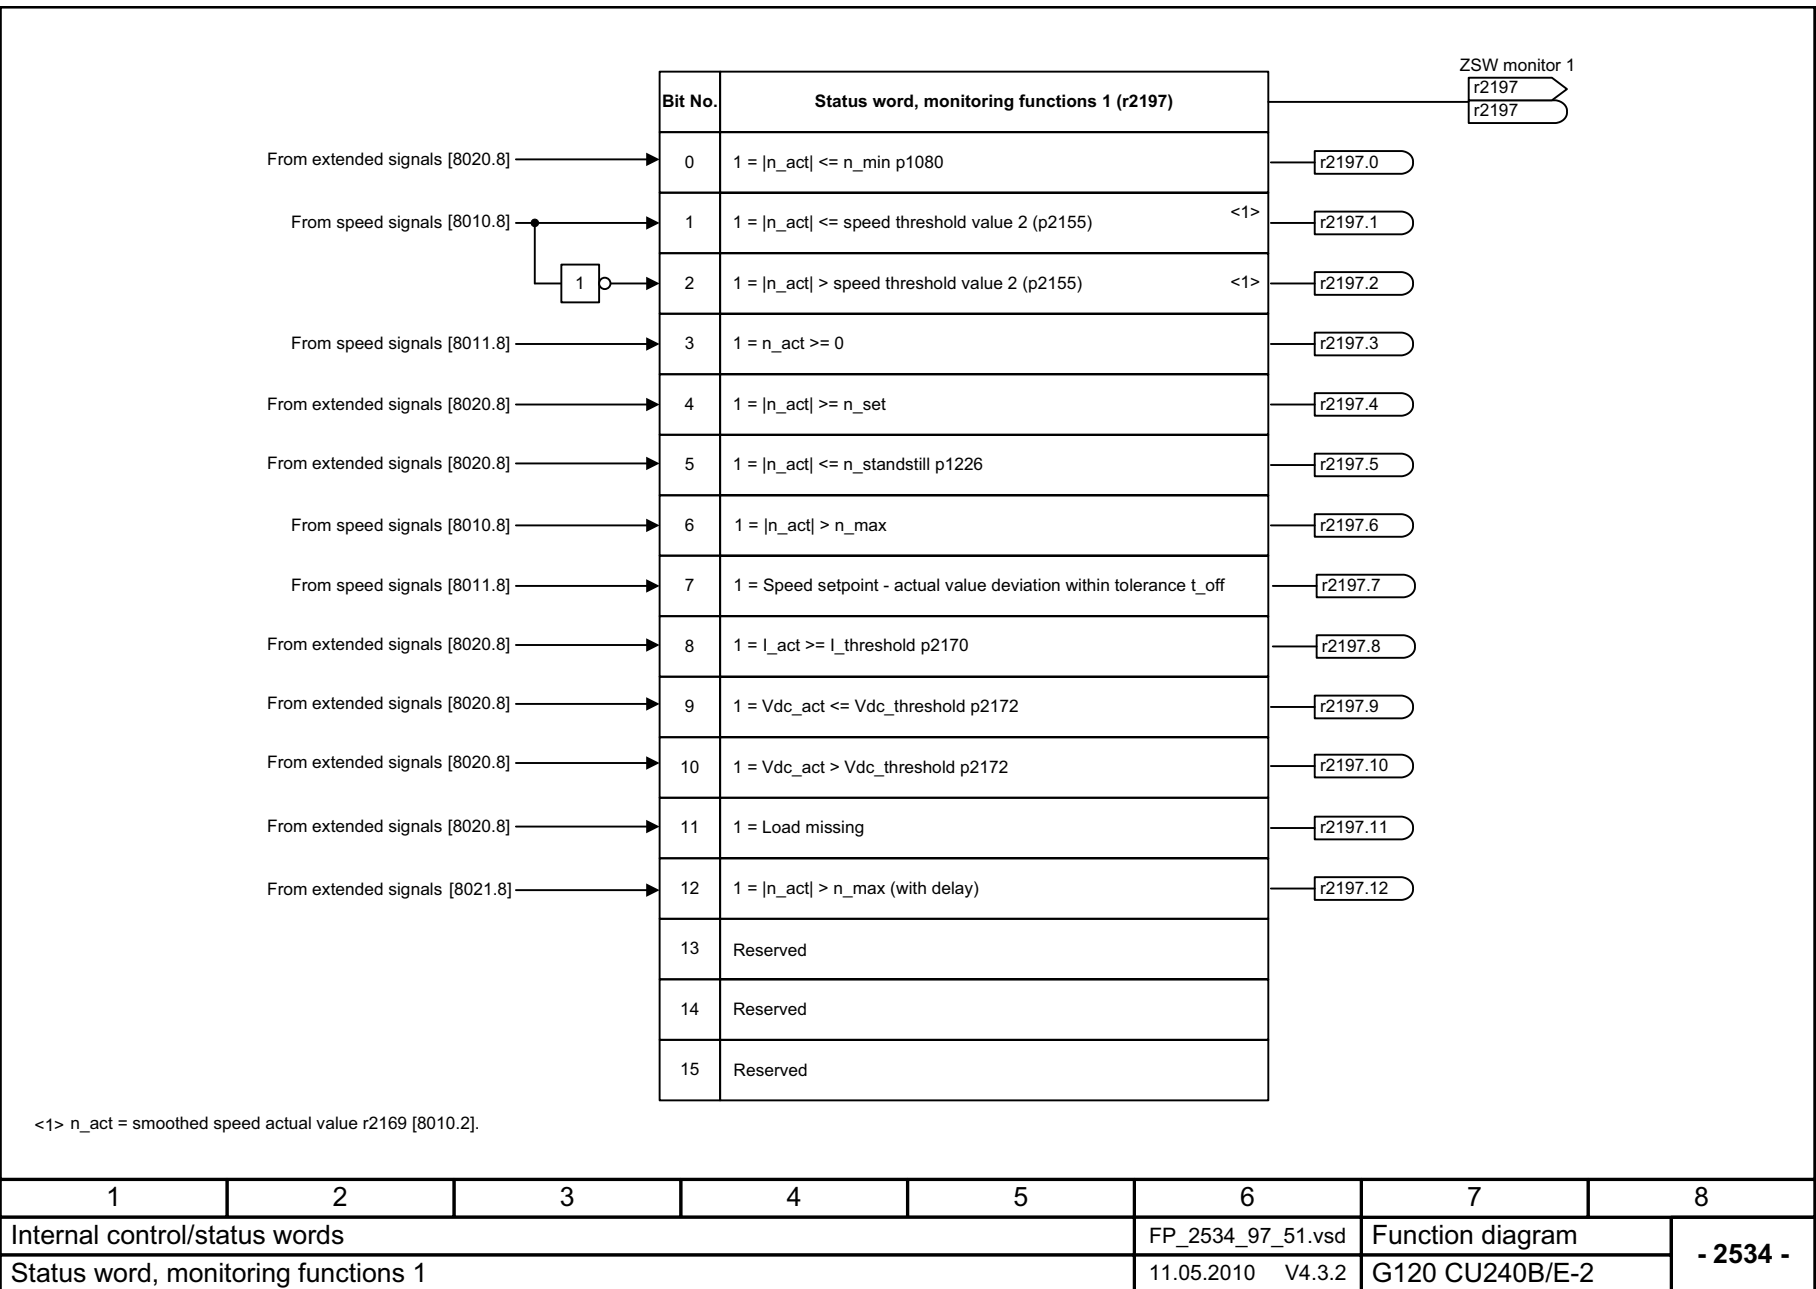 ZSW monitor 1
Bit No. Status word, monitoring functions 1 (r2197) r2197
r2197
From extended signals [8020.8] 0 1 = |n_act| <= n_min p1080 r2197.0
From speed signals [8010.8] 1 1 = |n_act| <= speed threshold value 2 (p2155) <1> r2197.1
1 2 1 = |n_act| > speed threshold value 2 (p2155) <1> r2197.2
From speed signals [8011.8] 3 1 = n_act >= 0 r2197.3
From extended signals [8020.8] 4 1 = |n_act| >= n_set r2197.4
From extended signals [8020.8] 5 1 = |n_act| <= n_standstill p1226 r2197.5
From speed signals [8010.8] 6 1 = |n_act| > n_max r2197.6
From speed signals [8011.8] 7 1 = Speed setpoint - actual value deviation within tolerance t_off r2197.7
From extended signals [8020.8] 8 1 = I_act >= I_threshold p2170 r2197.8
From extended signals [8020.8] 9 1 = Vdc_act <= Vdc_threshold p2172 r2197.9
From extended signals [8020.8] 10 1 = Vdc_act > Vdc_threshold p2172 r2197.10
From extended signals [8020.8] 11 1 = Load missing r2197.11
From extended signals [8021.8] 12 1 = |n_act| > n_max (with delay) r2197.12
13 Reserved
14 Reserved
15 Reserved
<1> n_act = smoothed speed actual value r2169 [8010.2].
1 2 3 4 5 6 7 8
Internal control/status words FP_2534_97_51.vsd Function diagram - 2534 -
Status word, monitoring functions 1 11.05.2010 V4.3.2 G120 CU240B/E-2